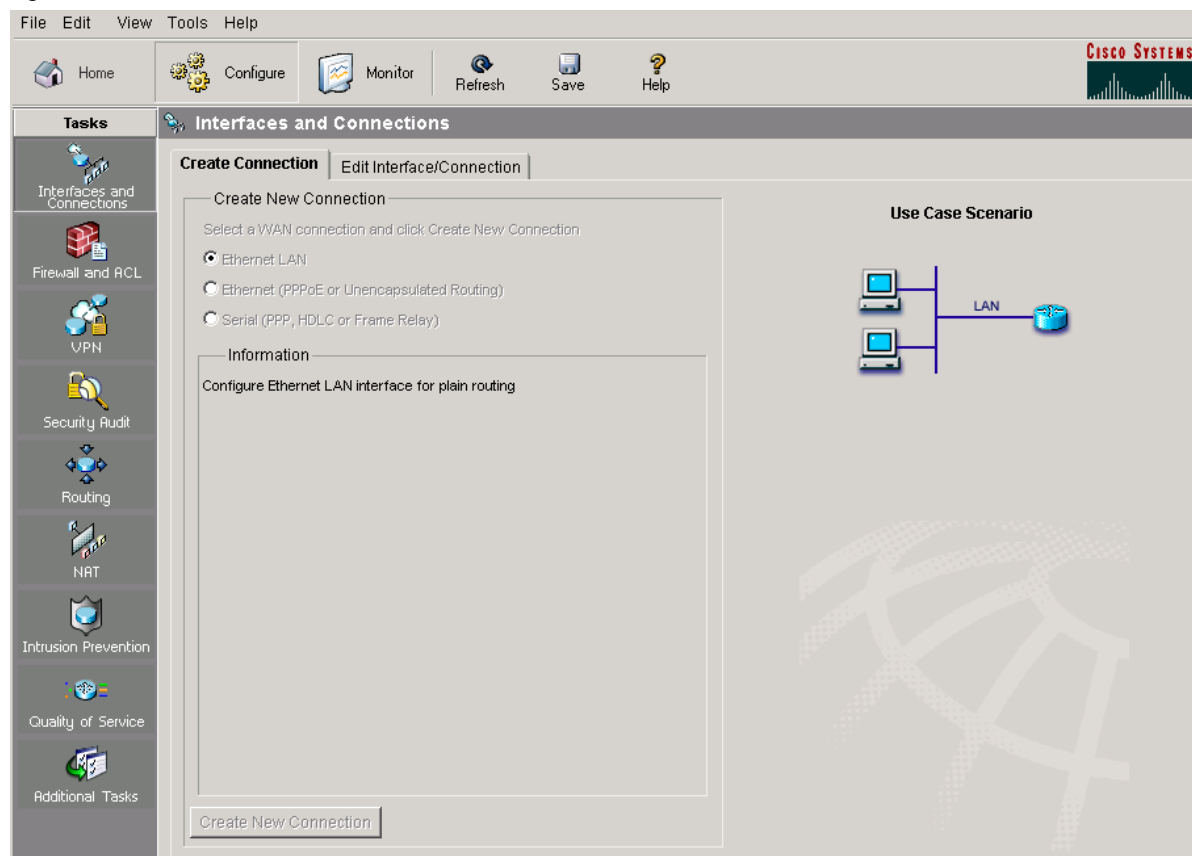 File Edit View Tools Help
Home Configure Monitor Refresh Save Help
CISCO SYSTEMS
Tasks
Interfaces and Connections
Interfaces and
Connections
Firewall and ACL
VPN
Security Audit
Routing
NAT
Intrusion Prevention
Quality of Service
Additional Tasks
Create Connection Edit Interface/Connection
Create New Connection
Select a WAN connection and click Create New Connection
Ethernet LAN
Ethernet (PPPoE or Unencapsulated Routing)
Serial (PPP, HDLC or Frame Relay)
Information
Configure Ethernet LAN interface for plain routing
Create New Connection
Use Case Scenario
LAN